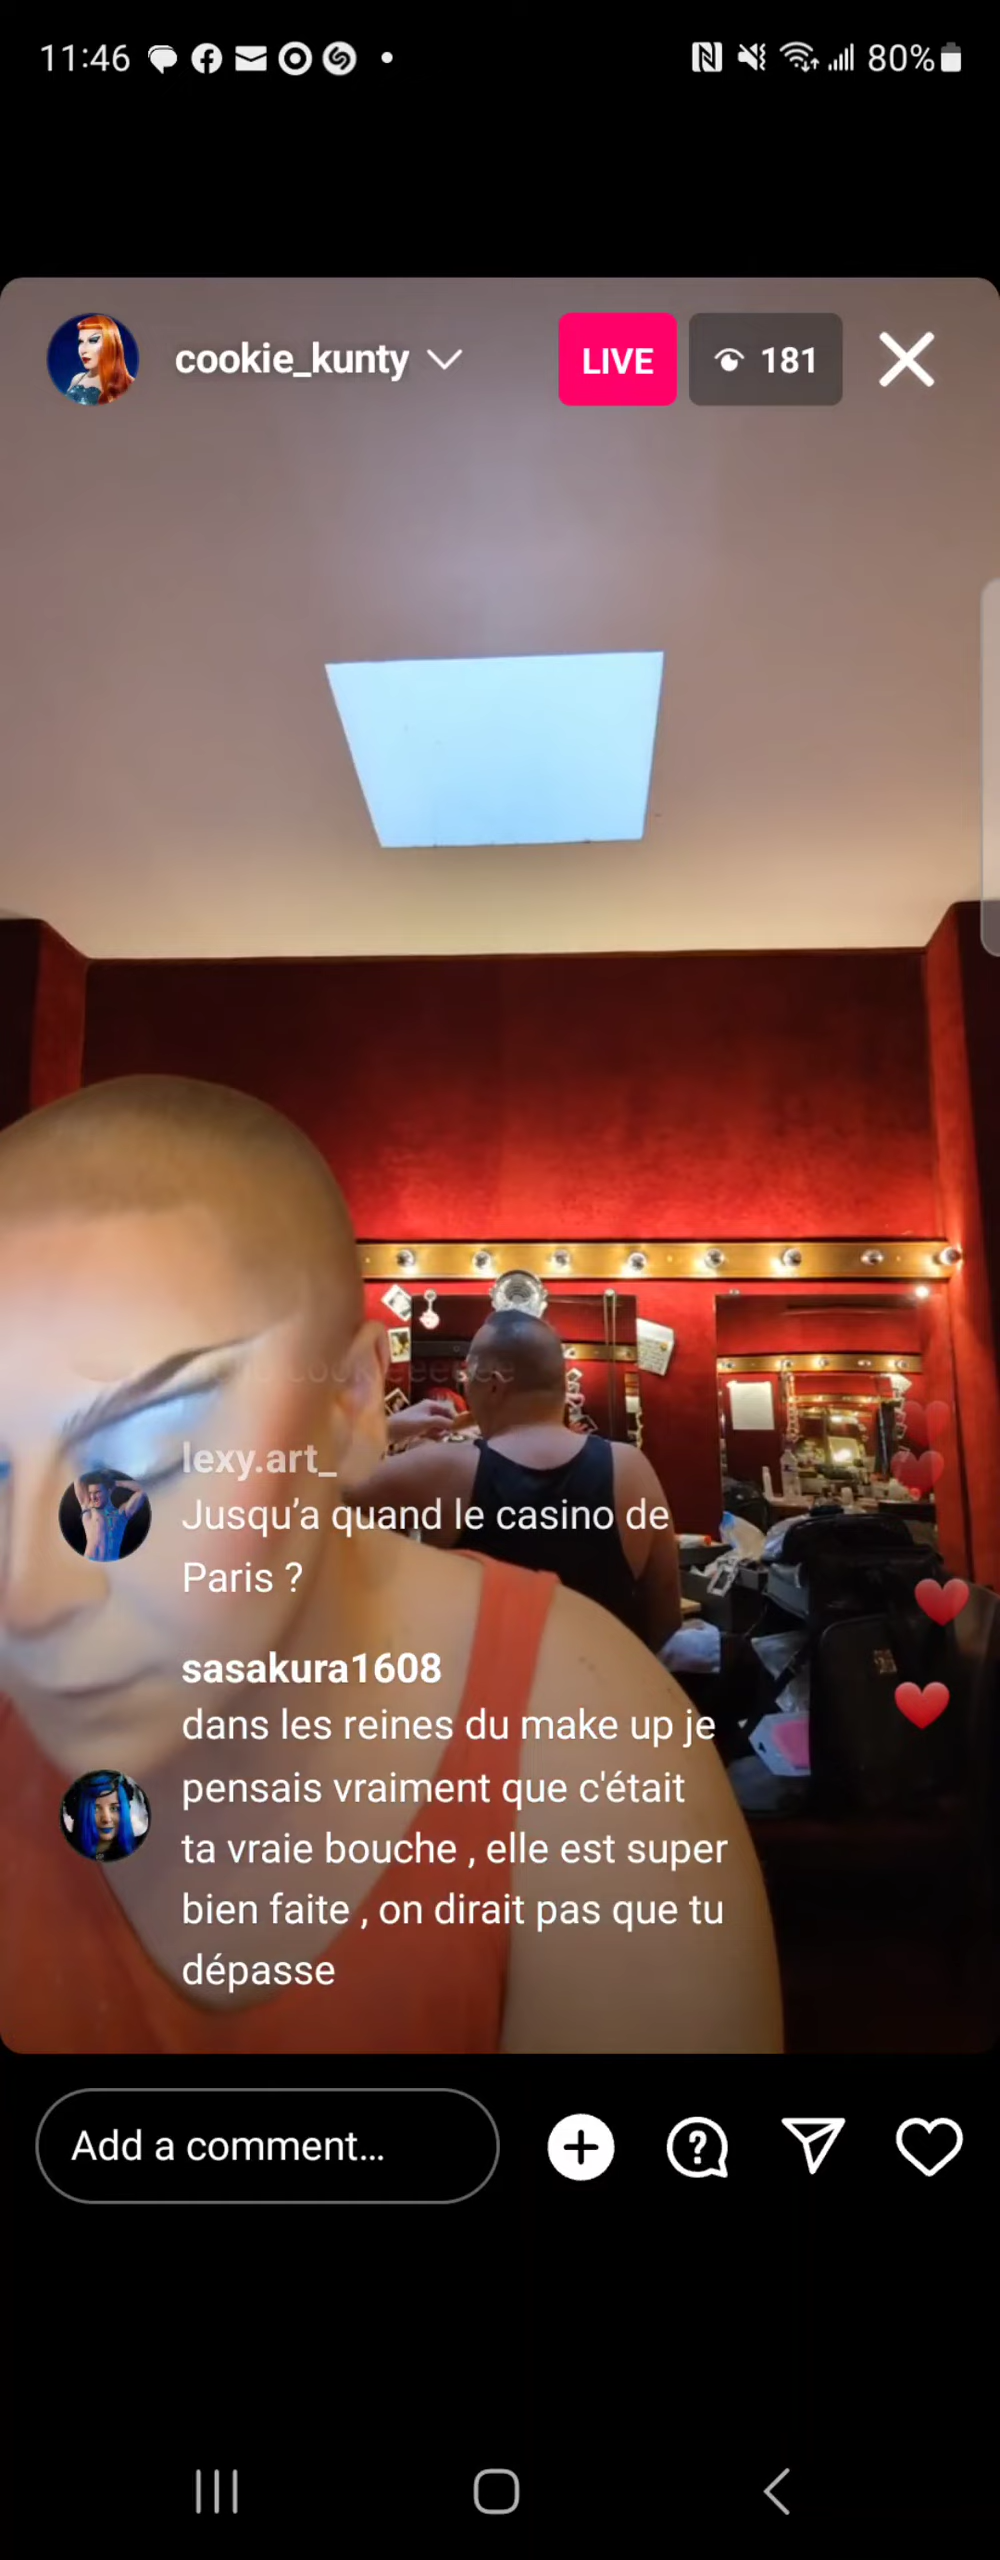 11:46
80%
cookie_kunty
LIVE
181
lexy.art_
Jusqu’a quand le casino de
Paris ?
sasakura1608
dans les reines du make up je
pensais vraiment que c'était
ta vraie bouche , elle est super
bien faite , on dirait pas que tu
dépasse
Add a comment...